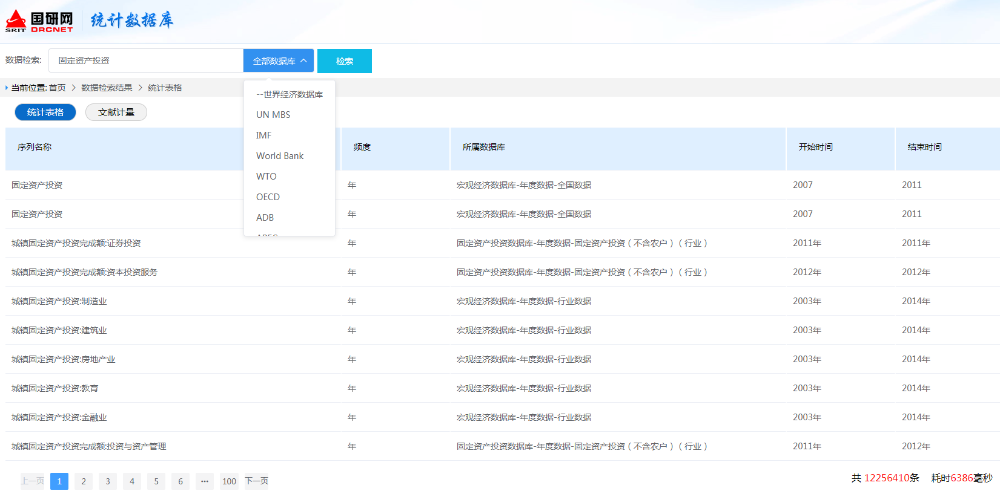 SRIT 国研网 DRCNET 统计数据库
数据检索: 固定资产投资 全部数据库 检索
当前位置: 首页 > 数据检索结果 > 统计表格
--世界经济数据库
UN MBS
IMF
World Bank
WTO
OECD
ADB
统计表格 文献计量
序列名称 频度 所属数据库 开始时间 结束时间
固定资产投资 年 宏观经济数据库-年度数据-全国数据 2007 2011
固定资产投资 年 宏观经济数据库-年度数据-全国数据 2007 2011
城镇固定资产投资完成额:证券投资 年 固定资产投资数据库-年度数据-固定资产投资（不含农户）（行业） 2011年 2011年
城镇固定资产投资完成额:资本投资服务 年 固定资产投资数据库-年度数据-固定资产投资（不含农户）（行业） 2012年 2012年
城镇固定资产投资:制造业 年 宏观经济数据库-年度数据-行业数据 2003年 2014年
城镇固定资产投资:建筑业 年 宏观经济数据库-年度数据-行业数据 2003年 2014年
城镇固定资产投资:房地产业 年 宏观经济数据库-年度数据-行业数据 2003年 2014年
城镇固定资产投资:教育 年 宏观经济数据库-年度数据-行业数据 2003年 2014年
城镇固定资产投资:金融业 年 宏观经济数据库-年度数据-行业数据 2003年 2014年
城镇固定资产投资完成额:投资与资产管理 年 固定资产投资数据库-年度数据-固定资产投资（不含农户）（行业） 2011年 2012年
上一页 1 2 3 4 5 6 ••• 100 下一页 共 12256410条 耗时6386毫秒